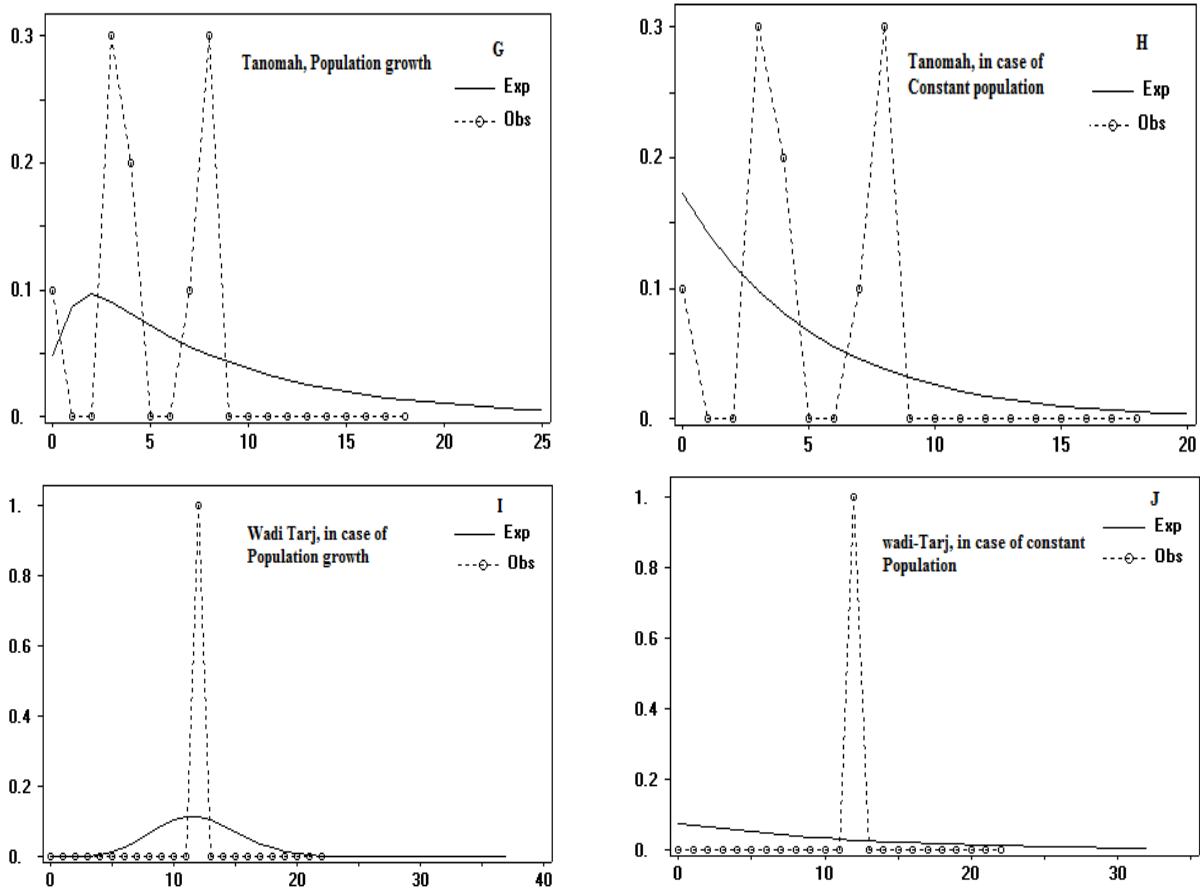 G
Tanomah, Population growth
Exp
Obs
0.3
0.2
0.1
0.
0 5 10 15 20 25
H
Tanomah, in case of
Constant population
Exp
Obs
0.3
0.2
0.1
0.
0 5 10 15 20
I
Wadi Tarj, in case of
Population growth
Exp
Obs
1.
0.8
0.6
0.4
0.2
0.
0 10 20 30 40
J
wadi-Tarj, in case of constant
Population
Exp
Obs
1.
0.8
0.6
0.4
0.2
0.
0 10 20 30